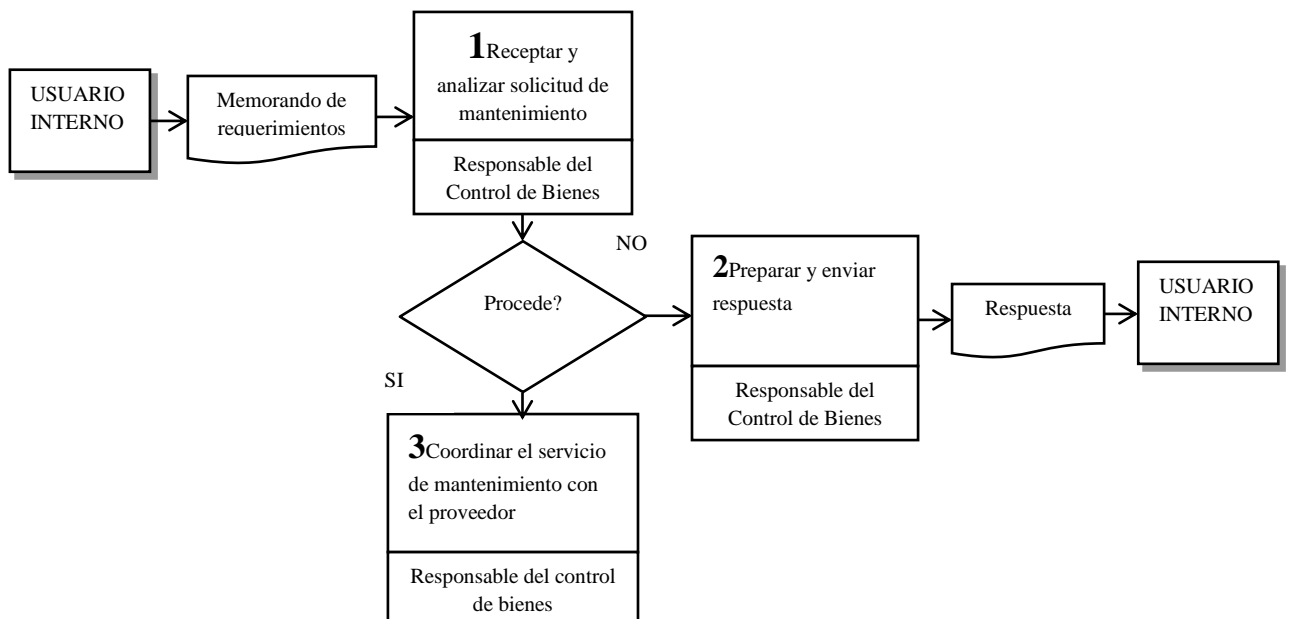 USUARIO
INTERNO
Memorando de
requerimientos
1Receptar y
analizar solicitud de
mantenimiento
Responsable del
Control de Bienes
Procede?
NO
2Preparar y enviar
respuesta
Responsable del
Control de Bienes
Respuesta
USUARIO
INTERNO
SI
3Coordinar el servicio
de mantenimiento con
el proveedor
Responsable del control
de bienes